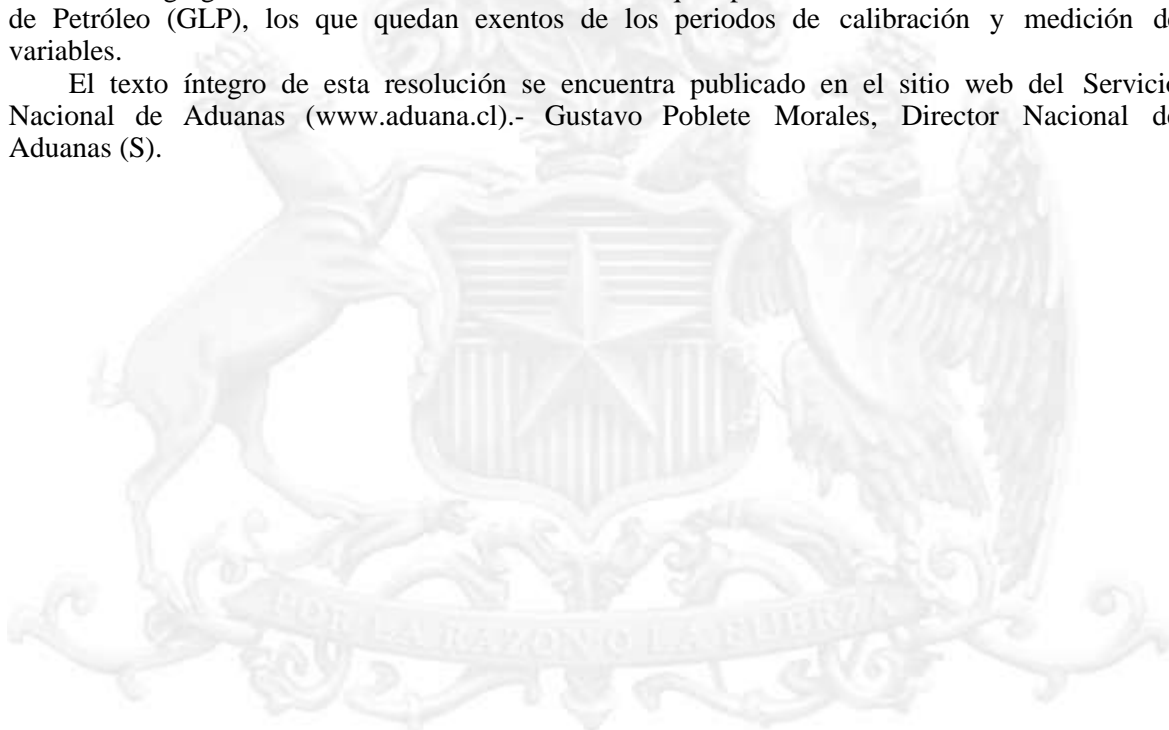 de Petróleo (GLP), los que quedan exentos de los periodos de calibración y medición de
variables.
El texto íntegro de esta resolución se encuentra publicado en el sitio web del Servicio
Nacional de Aduanas (www.aduana.cl).- Gustavo Poblete Morales, Director Nacional de
Aduanas (S).
POR LA RAZON O LA FUERZA